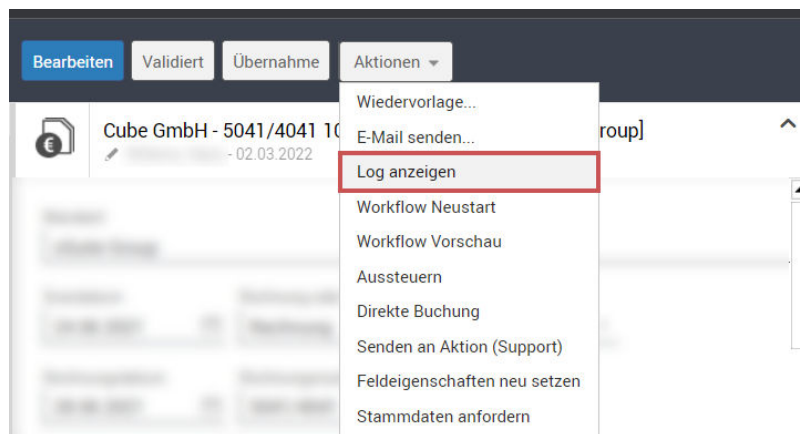 Bearbeiten Validiert Übernahme Aktionen
Wiedervorlage...
Cube GmbH - 5041/4041 10 roup]
E-Mail senden...
- 02.03.2022
Log anzeigen
Workflow Neustart
Workflow Vorschau
Aussteuern
Direkte Buchung
Senden an Aktion (Support)
Feldeigenschaften neu setzen
Stammdaten anfordern